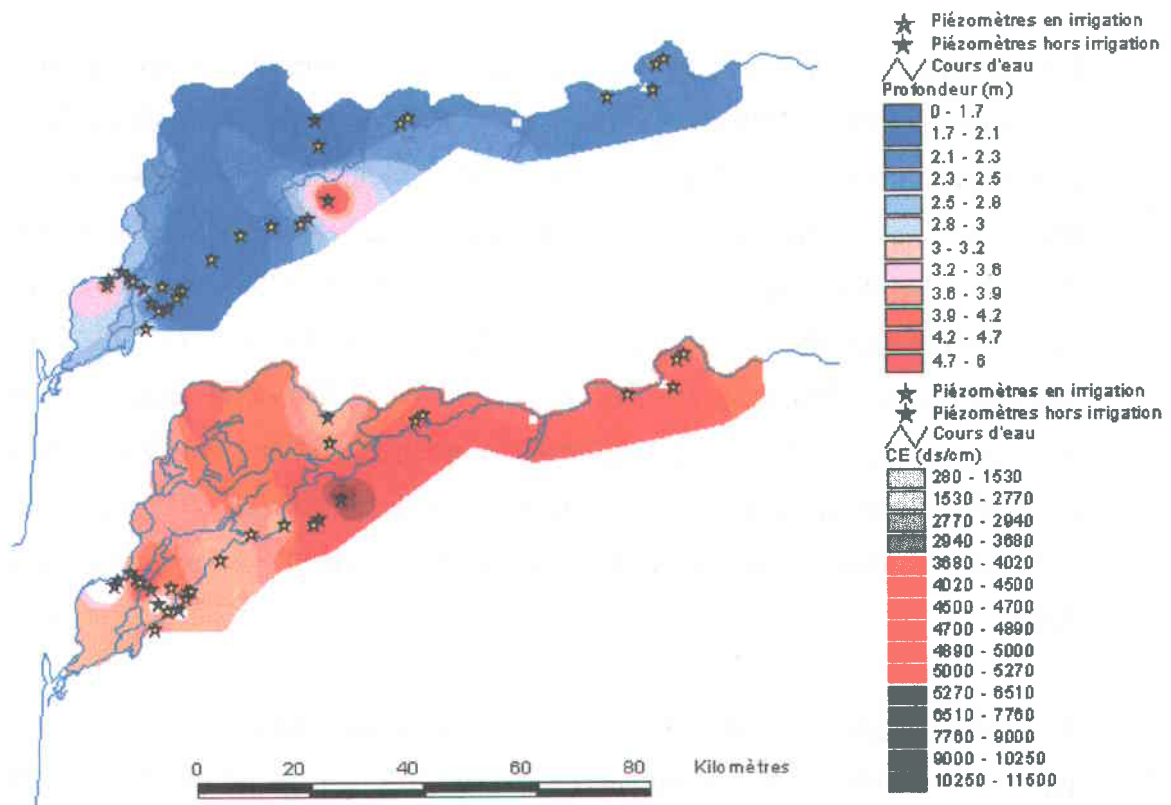 Piézomètres en irrigation
Piézomètres hors irrigation
Cours d'eau
Profondeur (m)
0 - 1.7
1.7 - 2.1
2.1 - 2.3
2.3 - 2.5
2.5 - 2.8
2.8 - 3
3 - 3.2
3.2 - 3.6
3.6 - 3.9
3.9 - 4.2
4.2 - 4.7
4.7 - 6
Piézomètres en irrigation
Piézomètres hors irrigation
Cours d'eau
CE (ds/cm)
280 - 1530
1530 - 2770
2770 - 2940
2940 - 3680
3680 - 4020
4020 - 4500
4500 - 4700
4700 - 4890
4890 - 5000
5000 - 5270
5270 - 6510
6510 - 7760
7760 - 9000
9000 - 10250
10250 - 11500
0 20 40 60 80 Kilomètres